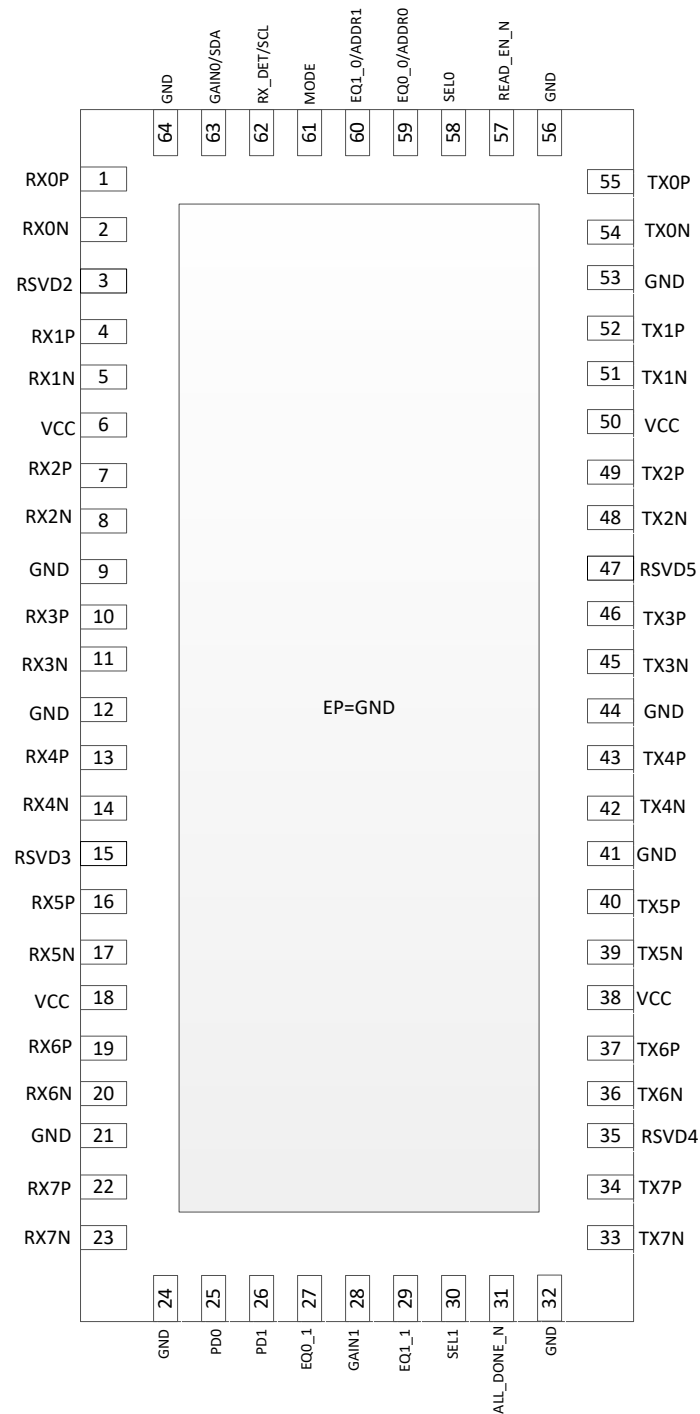 GND
GAIN0/SDA
RX_DET/SCL
MODE
EQ1_0/ADDR1
EQ0_0/ADDR0
SEL0
READ_EN_N
GND
64
63
62
61
60
59
58
57
56
RX0P 1
55 TX0P
RX0N 2
54 TX0N
RSVD2 3
53 GND
RX1P 4
52 TX1P
RX1N 5
51 TX1N
VCC 6
50 VCC
RX2P 7
49 TX2P
RX2N 8
48 TX2N
GND 9
47 RSVD5
RX3P 10
46 TX3P
RX3N 11
45 TX3N
GND 12
EP=GND
44 GND
RX4P 13
43 TX4P
RX4N 14
42 TX4N
RSVD3 15
41 GND
RX5P 16
40 TX5P
RX5N 17
39 TX5N
VCC 18
38 VCC
RX6P 19
37 TX6P
RX6N 20
36 TX6N
GND 21
35 RSVD4
RX7P 22
34 TX7P
RX7N 23
33 TX7N
24
25
26
27
28
29
30
31
32
GND
PD0
PD1
EQ0_1
GAIN1
EQ1_1
SEL1
ALL_DONE_N
GND